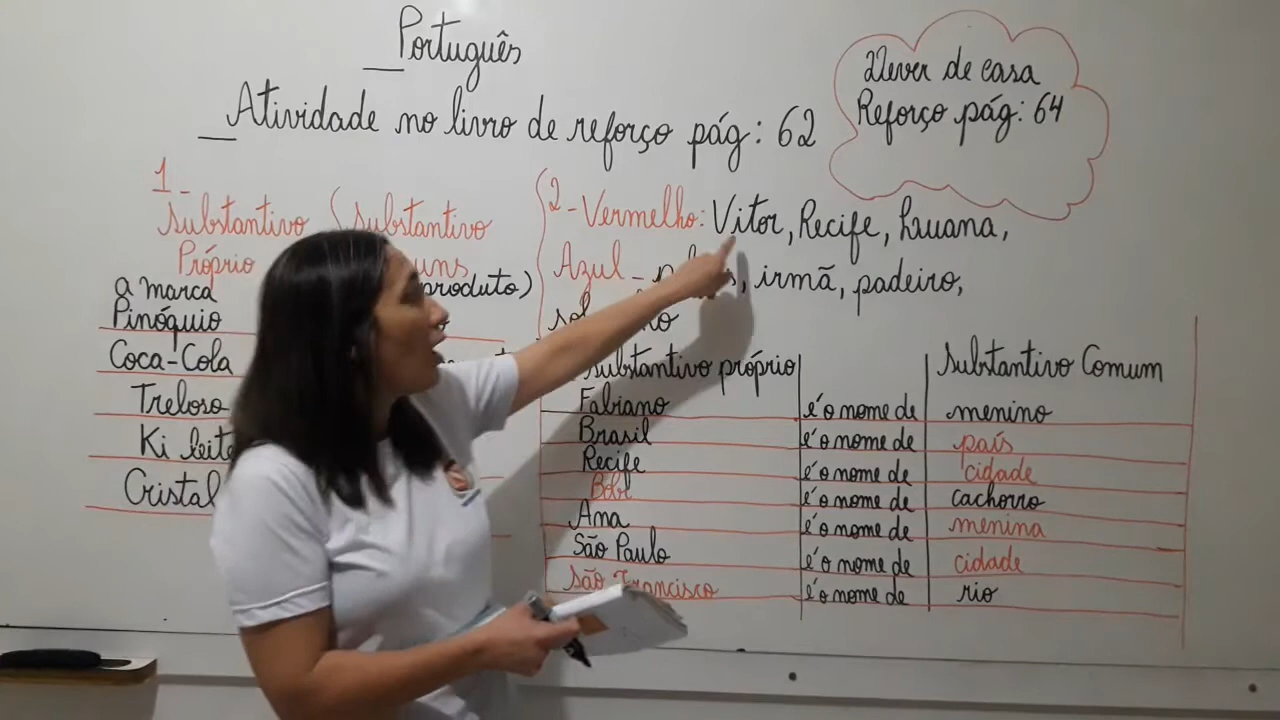 Português
Atividade no livro de reforço pág: 62
Dever de casa
Reforço pág: 64
1-
Substantivo Próprio
a marca
Pinóquio
Coca-Cola
Treloso
Ki leite
Cristal
Substantivo
produto)
2-Vermelho: Vitor, Recife, Luana,
Azul - irmã, padeiro,
Substantivo próprio Substantivo Comum
Fabiano é o nome de menino
Brasil é o nome de país
Recife é o nome de cidade
Bobi é o nome de cachorro
Ana é o nome de menina
São Paulo é o nome de cidade
São Francisco é o nome de rio